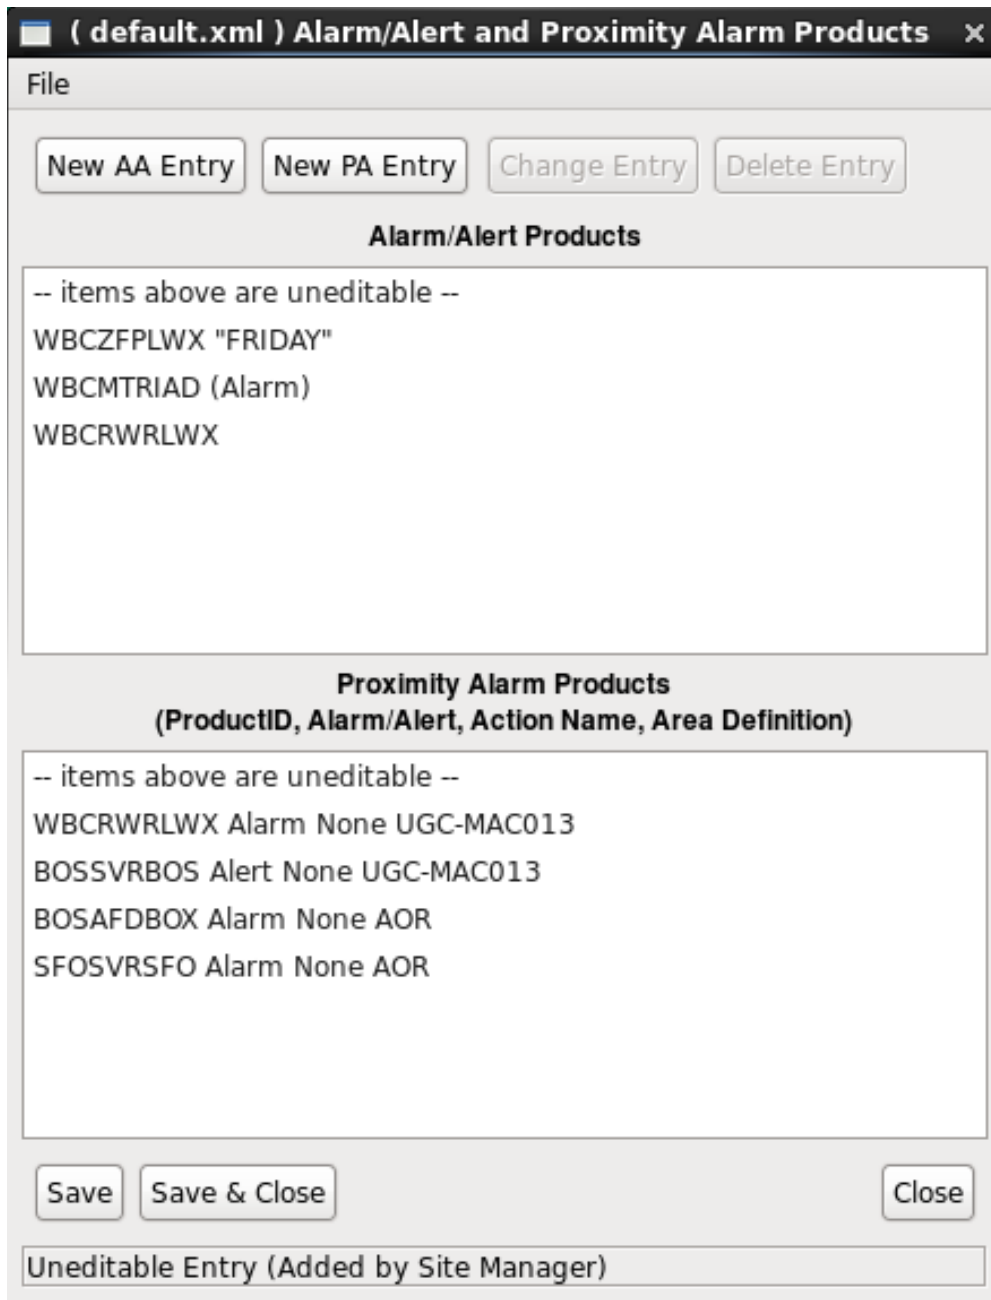 ( default.xml ) Alarm/Alert and Proximity Alarm Products
File
New AA Entry New PA Entry Change Entry Delete Entry
Alarm/Alert Products
-- items above are uneditable --
WBCZFPLWX "FRIDAY"
WBCMTRIAD (Alarm)
WBCRWRLWX
Proximity Alarm Products
(ProductID, Alarm/Alert, Action Name, Area Definition)
-- items above are uneditable --
WBCRWRLWX Alarm None UGC-MAC013
BOSSVRBOS Alert None UGC-MAC013
BOSAFDBOX Alarm None AOR
SFOSVRSFO Alarm None AOR
Save Save & Close Close
Uneditable Entry (Added by Site Manager)